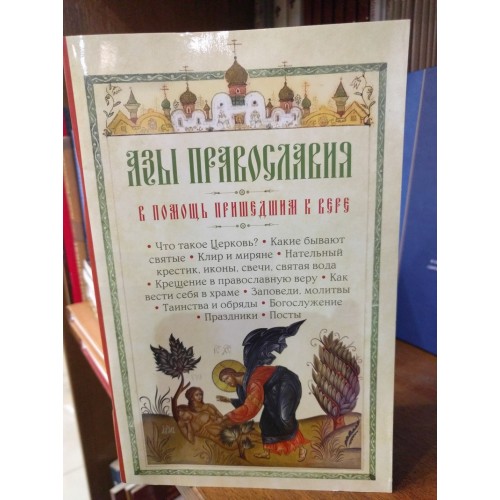 АЗЫ ПРАВОСЛАВИЯ
В ПОМОЩЬ ПРИШЕДШИМ К ВЕРЕ
• Что такое Церковь? • Какие бывают
святые • Клир и миряне • Нательный
крестик, иконы, свечи, святая вода
• Крещение в православную веру • Как
вести себя в храме • Заповеди, молитвы
• Таинства и обряды • Богослужение
• Праздники • Посты